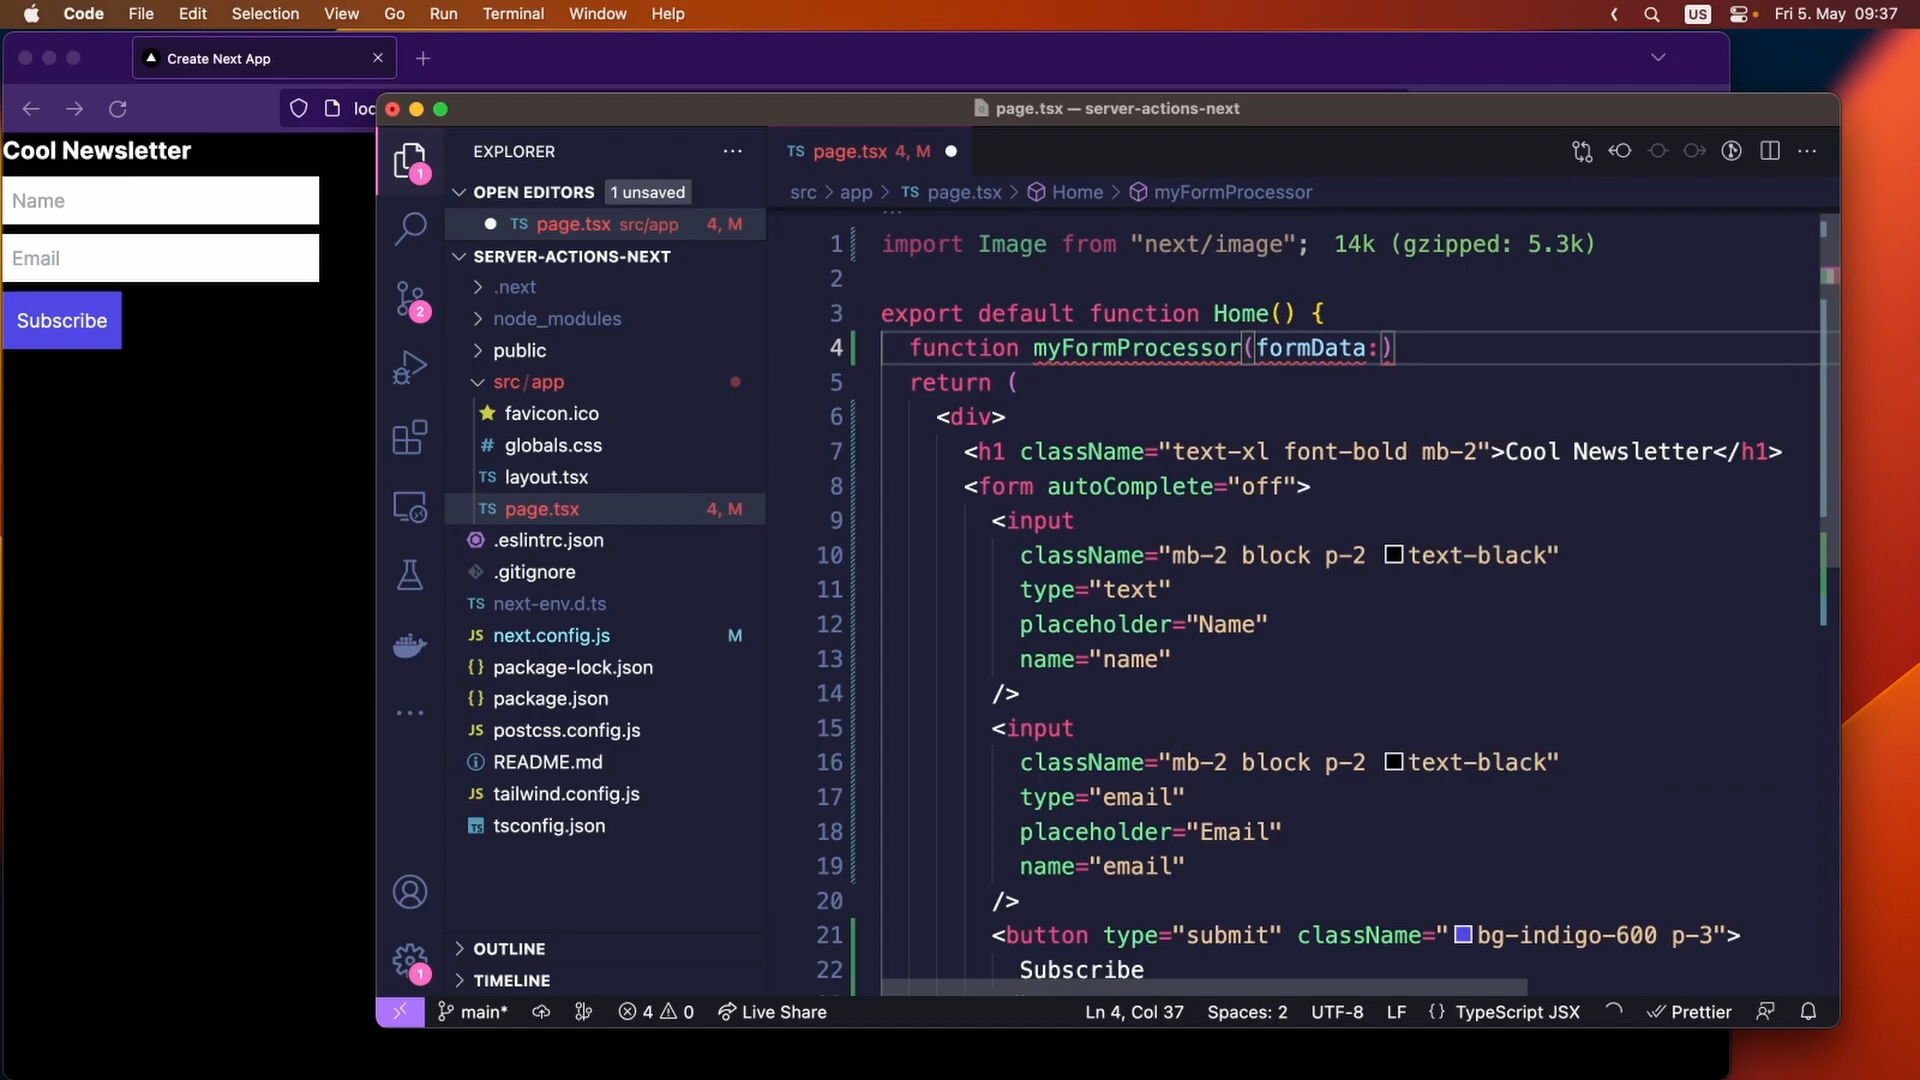 Code File Edit Selection View Go Run Terminal Window Help US Fri 5. May 09:37
Create Next App
loc
Cool Newsletter
Name
Email
Subscribe
page.tsx — server-actions-next
EXPLORER
OPEN EDITORS 1 unsaved
TS page.tsx src/app 4, M
SERVER-ACTIONS-NEXT
.next
node_modules
public
src / app
favicon.ico
# globals.css
TS layout.tsx
TS page.tsx 4, M
.eslintrc.json
.gitignore
TS next-env.d.ts
JS next.config.js M
{ } package-lock.json
{ } package.json
JS postcss.config.js
README.md
JS tailwind.config.js
TS tsconfig.json
OUTLINE
TIMELINE
1
2
1
TS page.tsx 4, M
src > app > TS page.tsx > Home > myFormProcessor
1 import Image from "next/image"; 14k (gzipped: 5.3k)
2
3 export default function Home() {
4 function myFormProcessor(formData:)
5 return (
6 <div>
7 <h1 className="text-xl font-bold mb-2">Cool Newsletter</h1>
8 <form autoComplete="off">
9 <input
10 className="mb-2 block p-2 text-black"
11 type="text"
12 placeholder="Name"
13 name="name"
14 />
15 <input
16 className="mb-2 block p-2 text-black"
17 type="email"
18 placeholder="Email"
19 name="email"
20 />
21 <button type="submit" className="bg-indigo-600 p-3">
22 Subscribe
main* 4 0 Live Share Ln 4, Col 37 Spaces: 2 UTF-8 LF { } TypeScript JSX Prettier